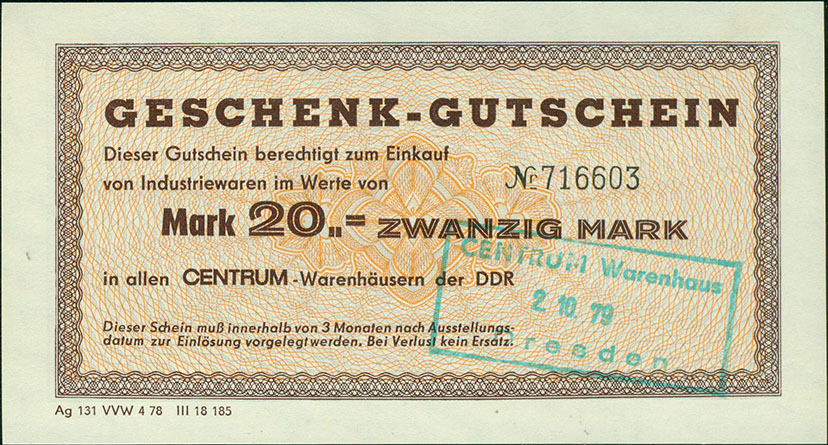 GESCHENK-GUTSCHEIN
Dieser Gutschein berechtigt zum Einkauf
von Industriewaren im Werte von
Nr 716603
Mark 20.,= ZWANZIG MARK
in allen CENTRUM-Warenhäusern der DDR
CENTRUM Warenhaus
2. 10. 79
Dresden
Dieser Schein muß innerhalb von 3 Monaten nach Ausstellungs-
datum zur Einlösung vorgelegt werden. Bei Verlust kein Ersatz.
Ag 131 VVW 4 78 III 18 185